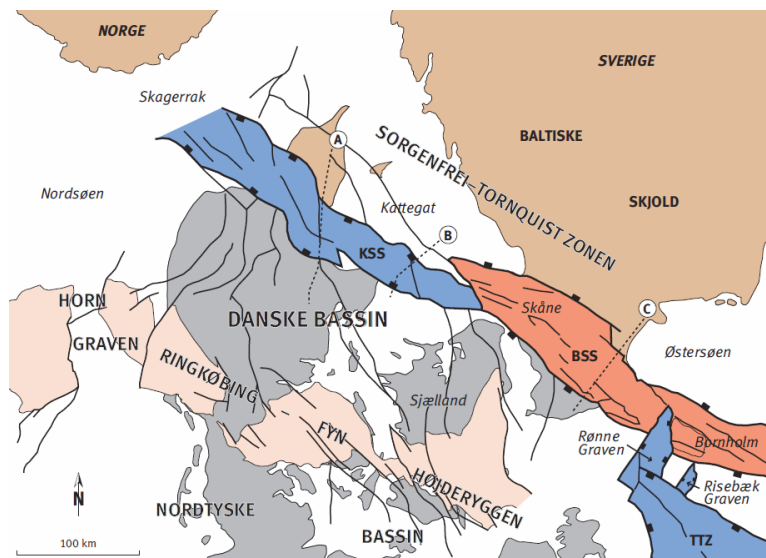 NORGE
SVERIGE
Skagerrak
BALTISKE
A
SORGENFREI–TORNQUIST ZONEN
SKJOLD
Nordsøen
Kattegat
B
KSS
HORN
GRAVEN
DANSKE BASSIN
Skåne
C
BSS
Østersøen
RINGKØBING
FYN
HØJDERYGGEN
Sjælland
Rønne
Graven
Bornholm
Risebæk
Graven
N
NORDTYSKE
BASSIN
TTZ
100 km